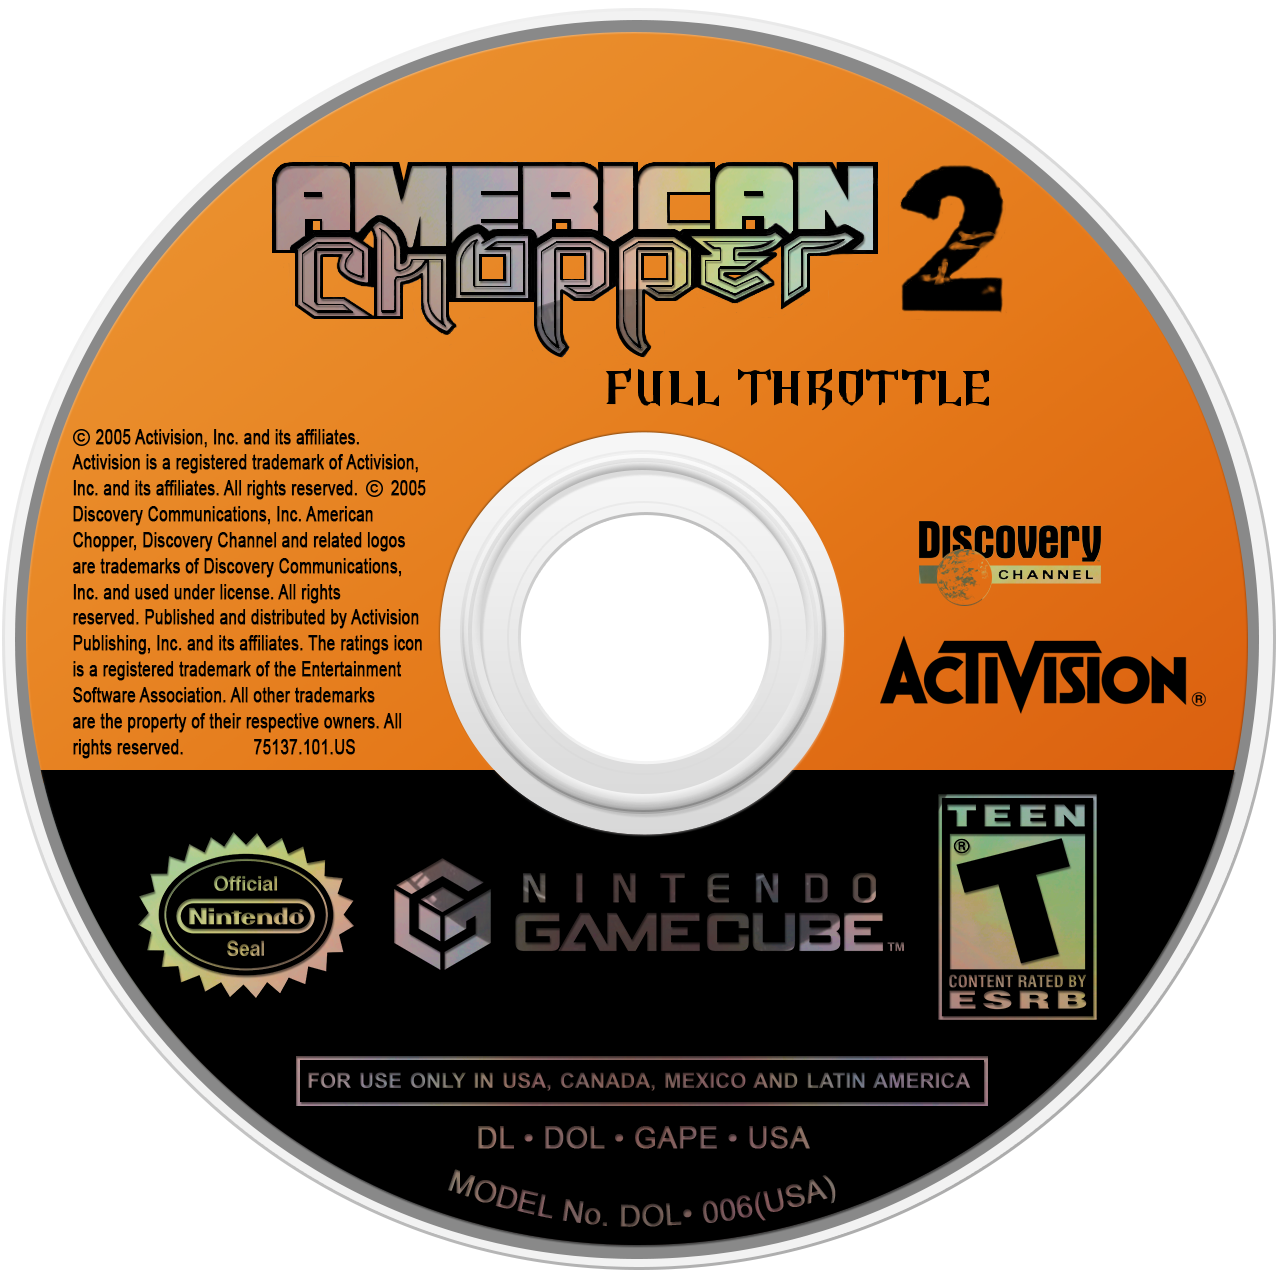 AMERICAN
CHOPPER 2
FULL THROTTLE
© 2005 Activision, Inc. and its affiliates.
Activision is a registered trademark of Activision,
Inc. and its affiliates. All rights reserved. © 2005
Discovery Communications, Inc. American
Chopper, Discovery Channel and related logos
are trademarks of Discovery Communications,
Inc. and used under license. All rights
reserved. Published and distributed by Activision
Publishing, Inc. and its affiliates. The ratings icon
is a registered trademark of the Entertainment
Software Association. All other trademarks
are the property of their respective owners. All
rights reserved. 75137.101.US
Discovery
CHANNEL
ACTIVISION®
Official
Nintendo®
Seal
NINTENDO
GAMECUBE™
TEEN
®
T
CONTENT RATED BY
ESRB
FOR USE ONLY IN USA, CANADA, MEXICO AND LATIN AMERICA
DL • DOL • GAPE • USA
MODEL No. DOL• 006(USA)